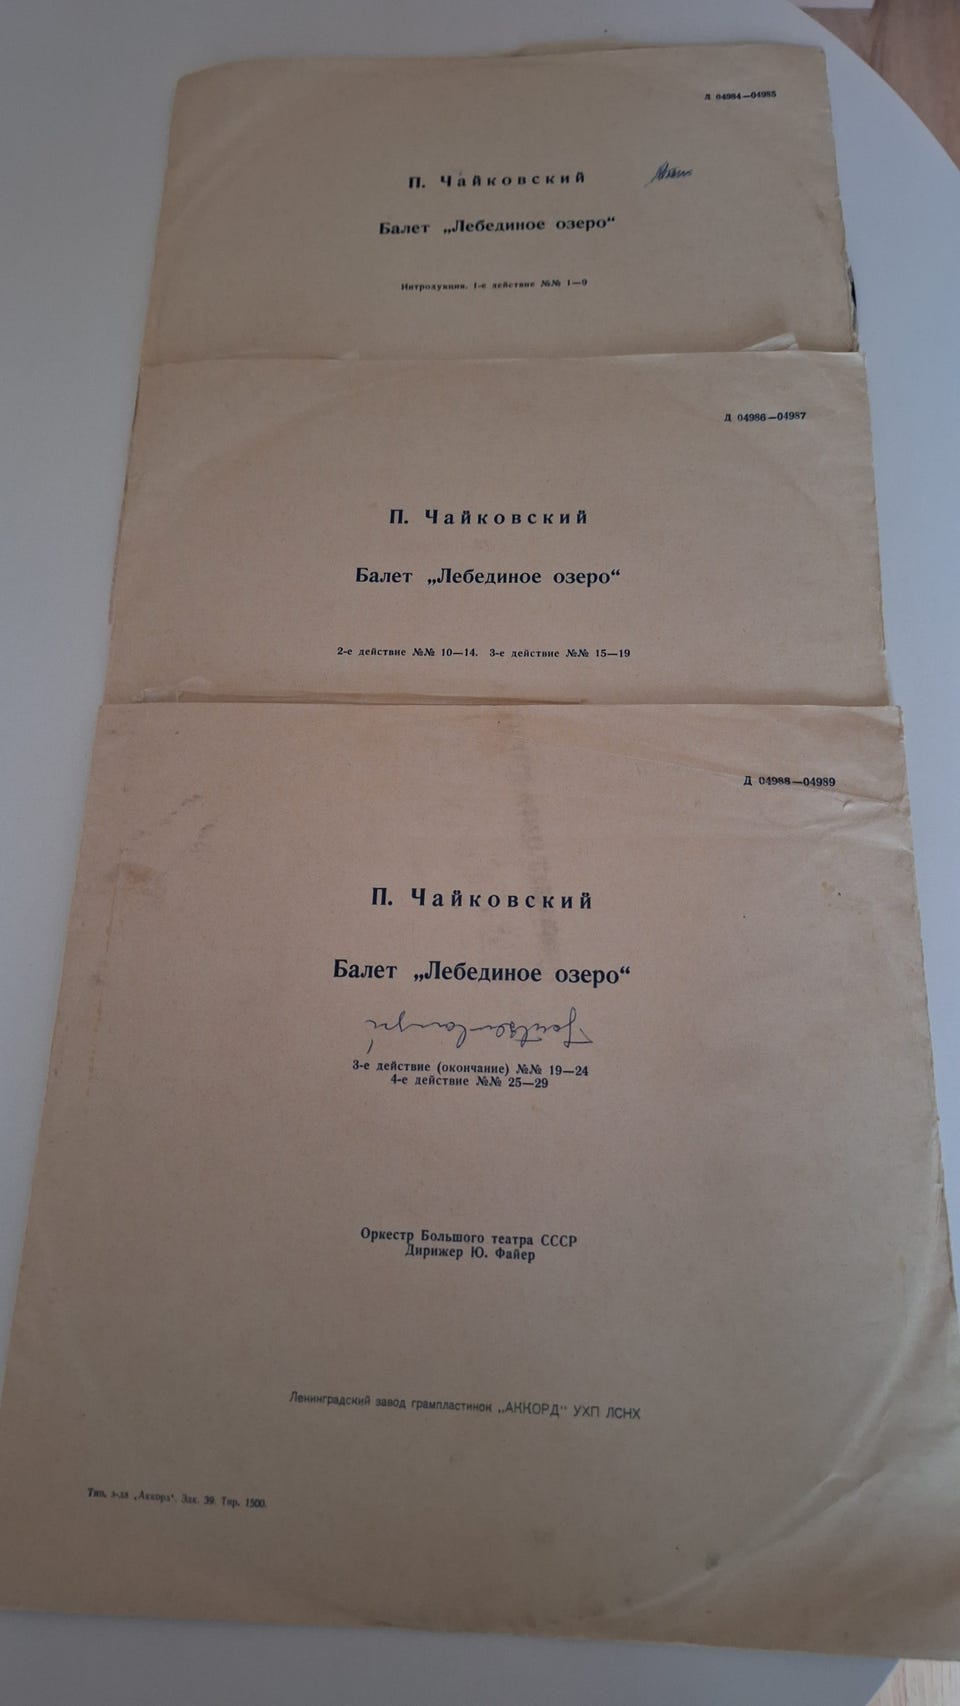 Д 04984—04985
П. Чайковский
Балет „Лебединое озеро“
Интродукция. 1-е действие №№ 1—9
Д 04986—04987
П. Чайковский
Балет „Лебединое озеро“
2-е действие №№ 10—14. 3-е действие №№ 15—19
Д 04988—04989
П. Чайковский
Балет „Лебединое озеро“
3-е действие (окончание) №№ 19—24
4-е действие №№ 25—29
Оркестр Большого театра СССР
Дирижер Ю. Файер
Ленинградский завод грампластинок „АККОРД“ УХП ЛСНХ
Тип. з-да „Аккорд“. Зак. 39. Тир. 1500.